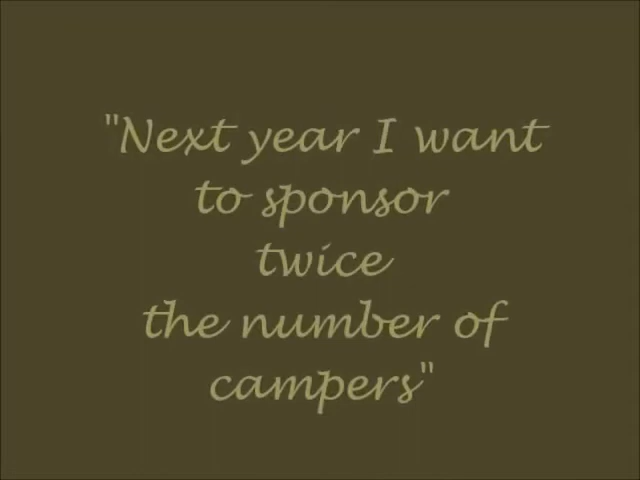 "Next year I want
to sponsor
twice
the number of
campers"